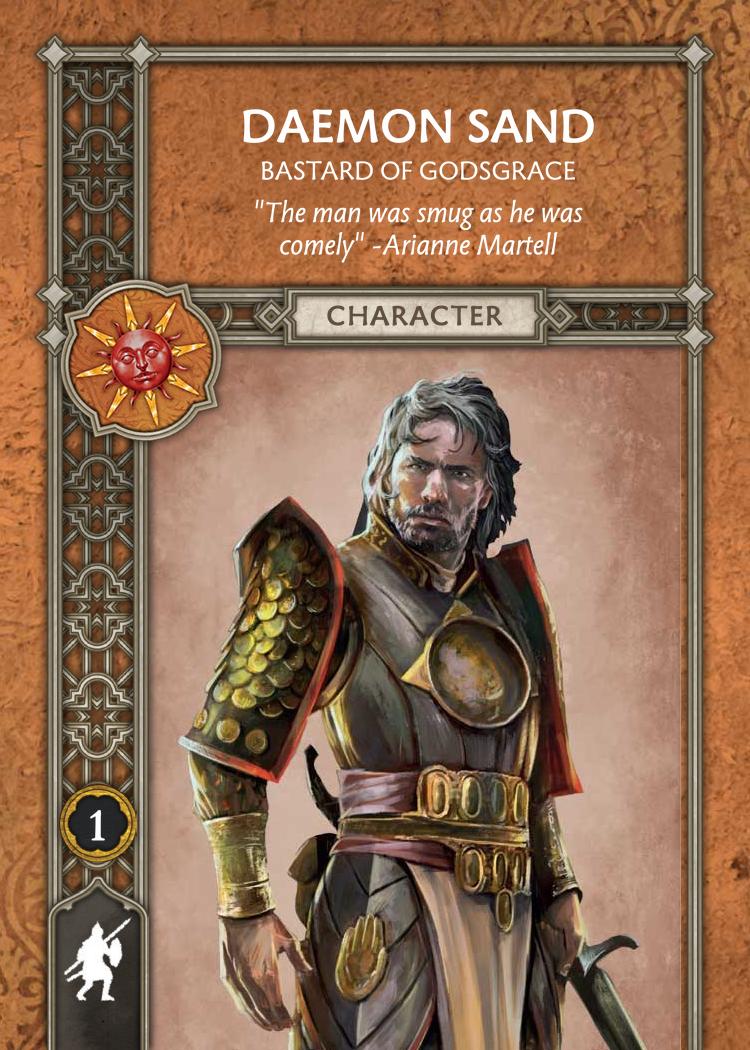 DAEMON SAND
BASTARD OF GODSGRACE
"The man was smug as he was
comely" -Arianne Martell
CHARACTER
1